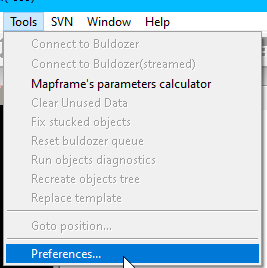 Tools SVN Window Help
Connect to Buldozer
Connect to Buldozer(streamed)
Mapframe's parameters calculator
Clear Unused Data
Fix stucked objects
Reset buldozer queue
Run objects diagnostics
Recreate objects tree
Replace template
Goto position...
Preferences...